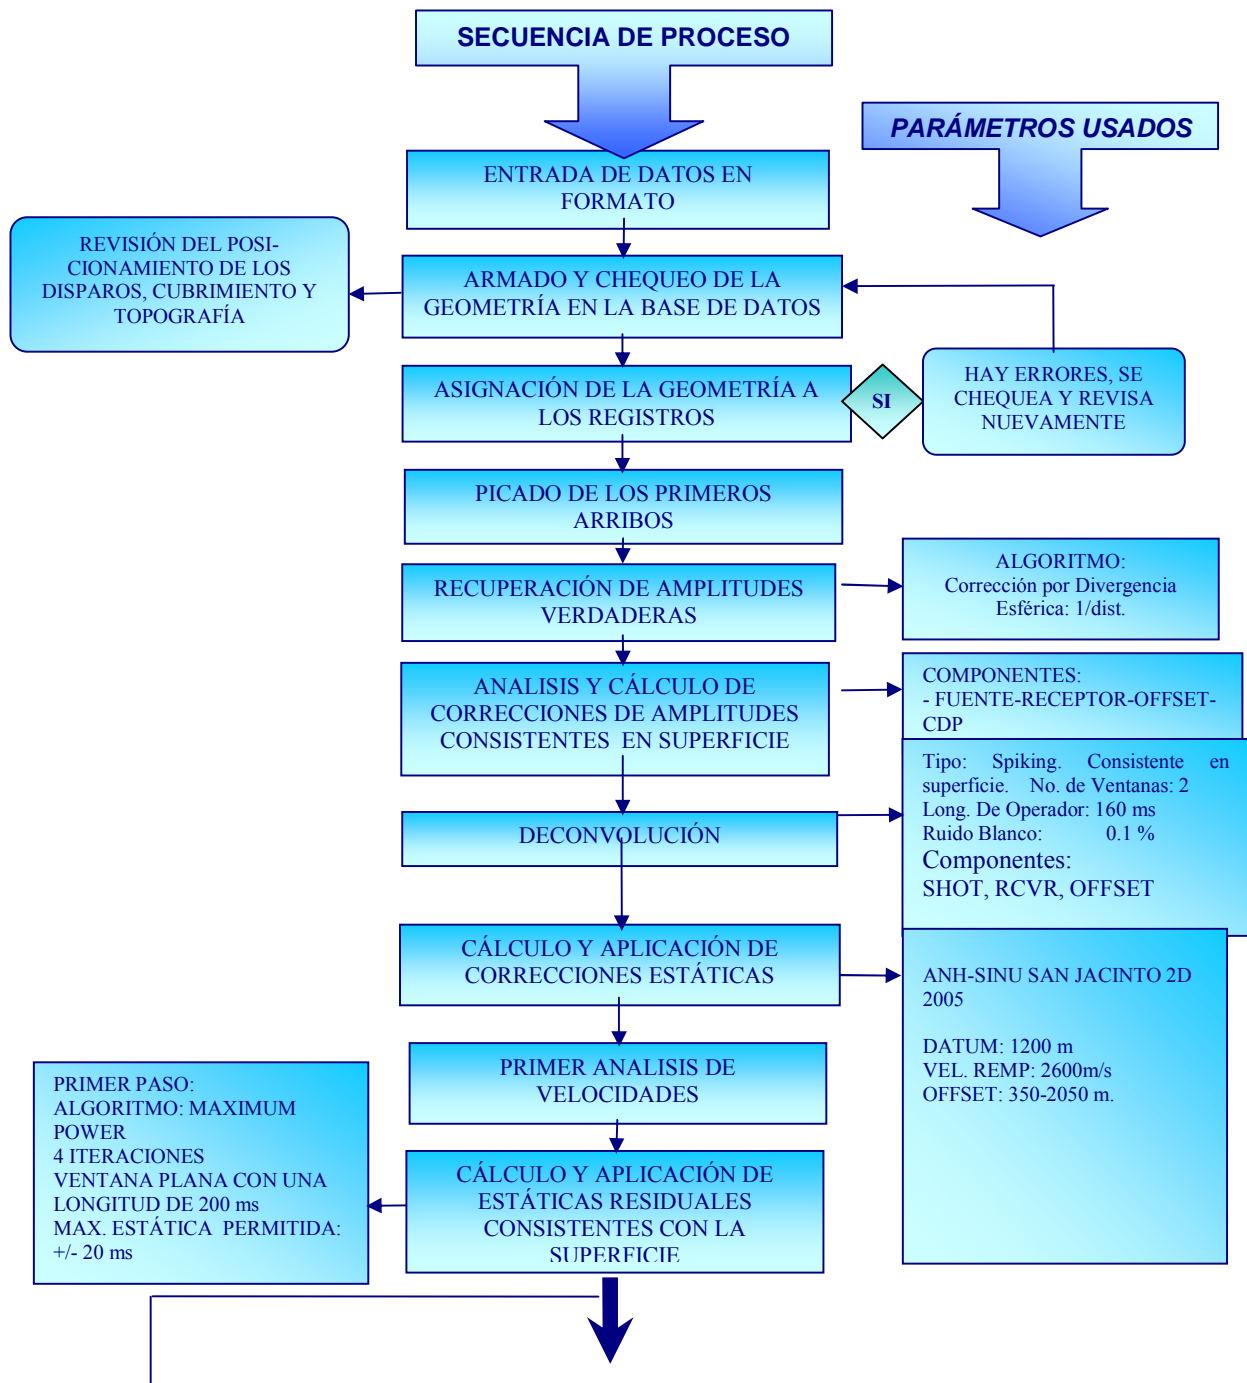 SECUENCIA DE PROCESO
PARÁMETROS USADOS
ENTRADA DE DATOS EN
FORMATO
REVISIÓN DEL POSI-
CIONAMIENTO DE LOS
DISPAROS, CUBRIMIENTO Y
TOPOGRAFÍA
ARMADO Y CHEQUEO DE LA
GEOMETRÍA EN LA BASE DE DATOS
ASIGNACIÓN DE LA GEOMETRÍA A
LOS REGISTROS
SI
HAY ERRORES, SE
CHEQUEA Y REVISA
NUEVAMENTE
PICADO DE LOS PRIMEROS
ARRIBOS
RECUPERACIÓN DE AMPLITUDES
VERDADERAS
ALGORITMO:
Corrección por Divergencia
Esférica: 1/dist.
ANALISIS Y CÁLCULO DE
CORRECCIONES DE AMPLITUDES
CONSISTENTES EN SUPERFICIE
COMPONENTES:
- FUENTE-RECEPTOR-OFFSET-
CDP
DECONVOLUCIÓN
Tipo: Spiking. Consistente en
superficie. No. de Ventanas: 2
Long. De Operador: 160 ms
Ruido Blanco: 0.1 %
Componentes:
SHOT, RCVR, OFFSET
CÁLCULO Y APLICACIÓN DE
CORRECCIONES ESTÁTICAS
ANH-SINU SAN JACINTO 2D
2005
DATUM: 1200 m
VEL. REMP: 2600m/s
OFFSET: 350-2050 m.
PRIMER ANALISIS DE
VELOCIDADES
PRIMER PASO:
ALGORITMO: MAXIMUM
POWER
4 ITERACIONES
VENTANA PLANA CON UNA
LONGITUD DE 200 ms
MAX. ESTÁTICA PERMITIDA:
+/- 20 ms
CÁLCULO Y APLICACIÓN DE
ESTÁTICAS RESIDUALES
CONSISTENTES CON LA
SUPERFICIE